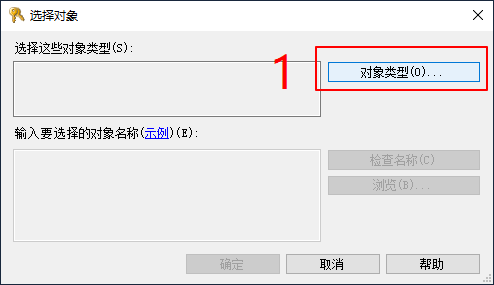 选择对象
选择这些对象类型(S):
1
对象类型(O)...
输入要选择的对象名称(示例)(E):
检查名称(C)
浏览(B)...
确定
取消
帮助